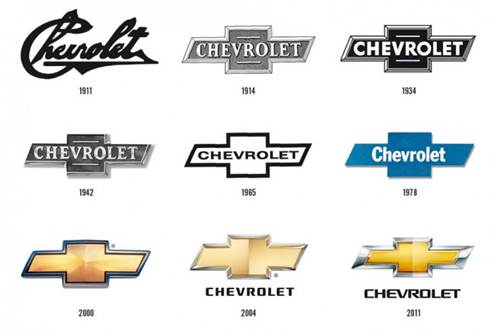 Chevrolet
CHEVROLET
CHEVROLET
1911
1914
1934
CHEVROLET
CHEVROLET
Chevrolet
1942
1965
1978
®
®
CHEVROLET
CHEVROLET
2000
2004
2011